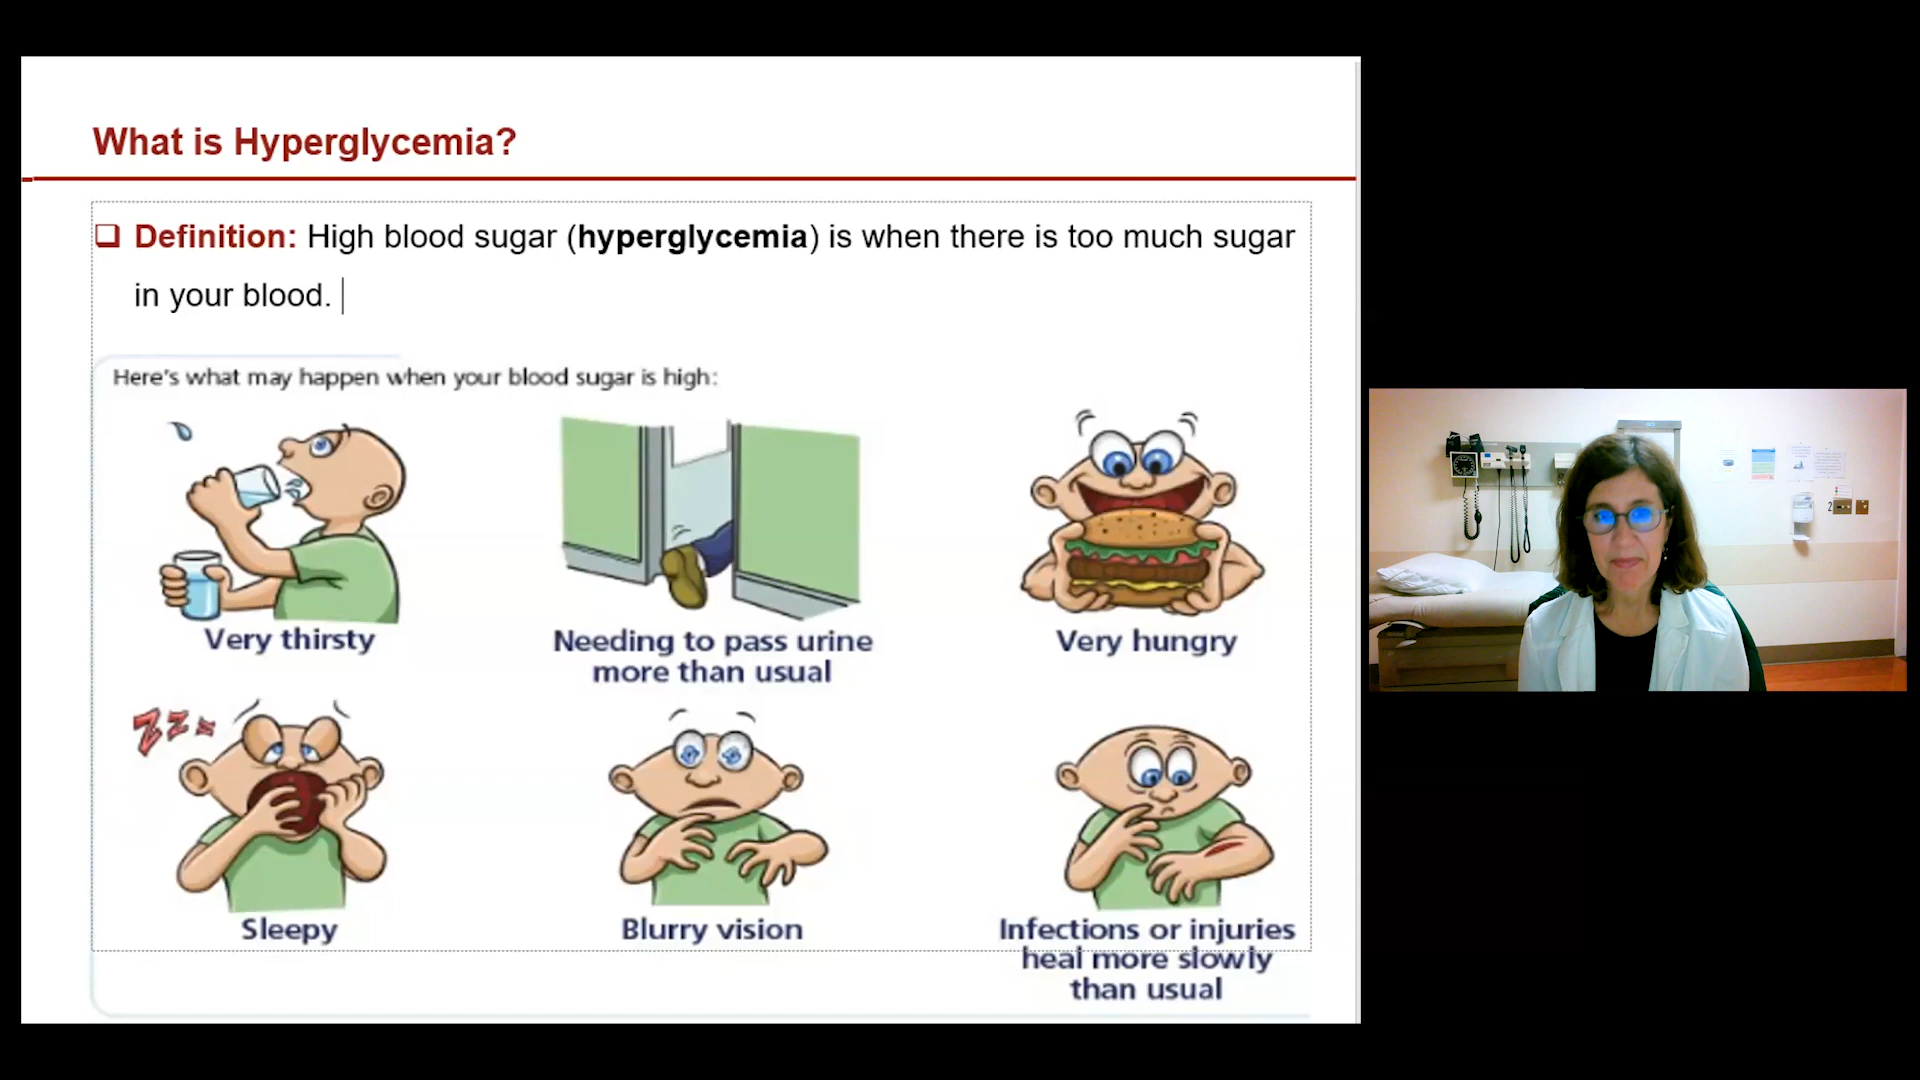 What is Hyperglycemia?
❑ Definition: High blood sugar (hyperglycemia) is when there is too much sugar
in your blood.
Here's what may happen when your blood sugar is high:
Very thirsty
Needing to pass urine
more than usual
Very hungry
Zzz
Sleepy
Blurry vision
Infections or injuries
heal more slowly
than usual
2